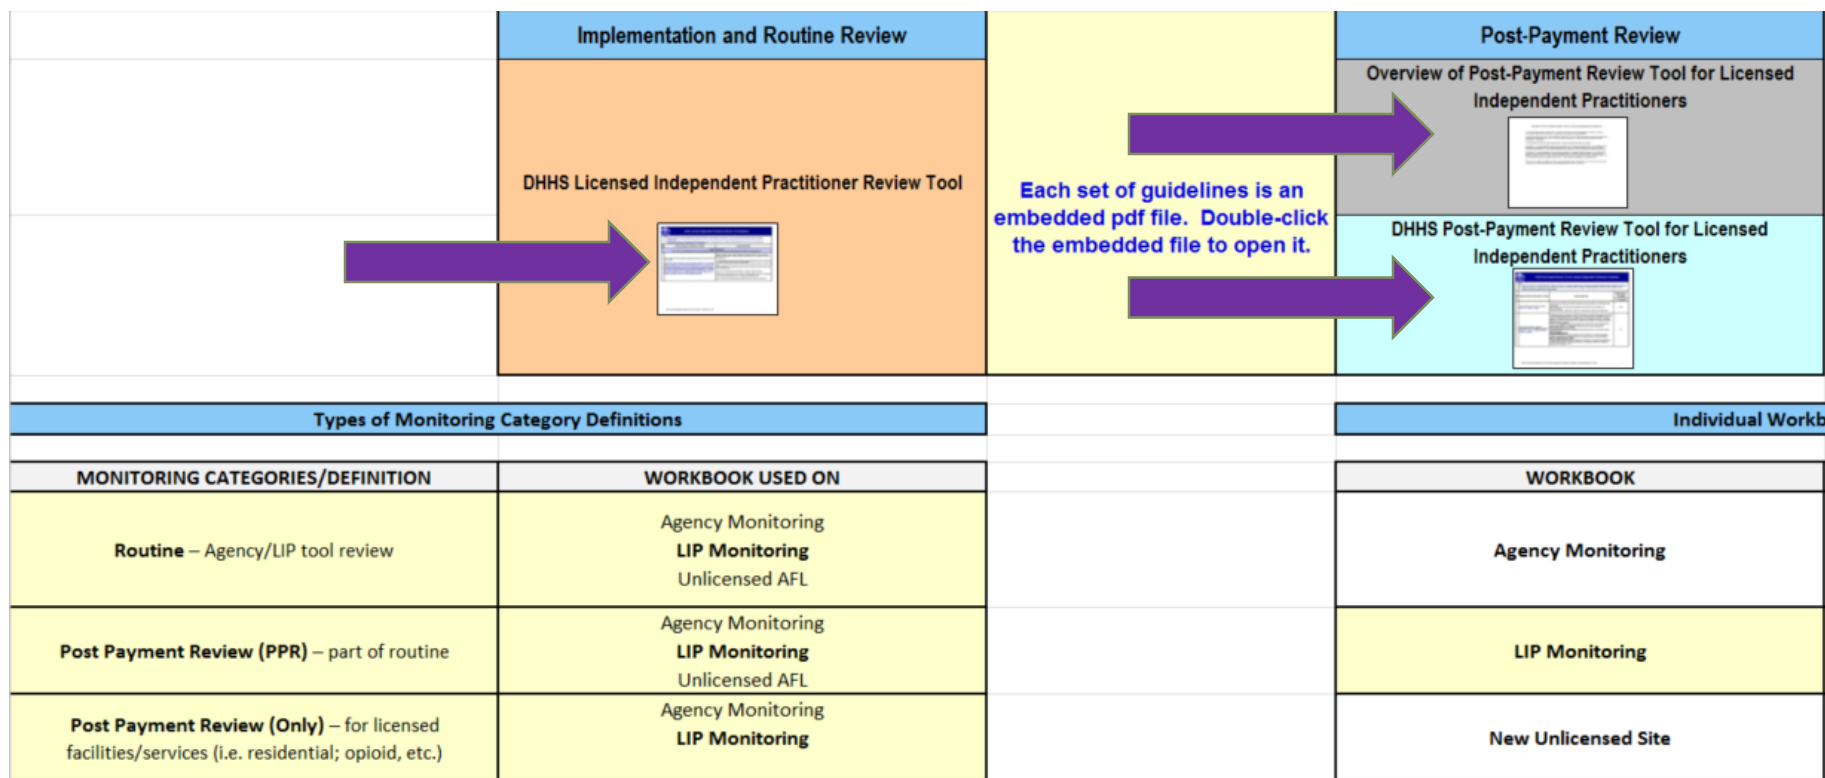 Implementation and Routine Review
Post-Payment Review
Overview of Post-Payment Review Tool for Licensed
Independent Practitioners
DHHS Licensed Independent Practitioner Review Tool
Each set of guidelines is an
embedded pdf file.  Double-click
the embedded file to open it.
DHHS Post-Payment Review Tool for Licensed
Independent Practitioners
Types of Monitoring Category Definitions
Individual Workb
MONITORING CATEGORIES/DEFINITION
WORKBOOK USED ON
WORKBOOK
Routine – Agency/LIP tool review
Agency Monitoring
LIP Monitoring
Unlicensed AFL
Agency Monitoring
Post Payment Review (PPR) – part of routine
Agency Monitoring
LIP Monitoring
Unlicensed AFL
LIP Monitoring
Post Payment Review (Only) – for licensed
facilities/services (i.e. residential; opioid, etc.)
Agency Monitoring
LIP Monitoring
New Unlicensed Site